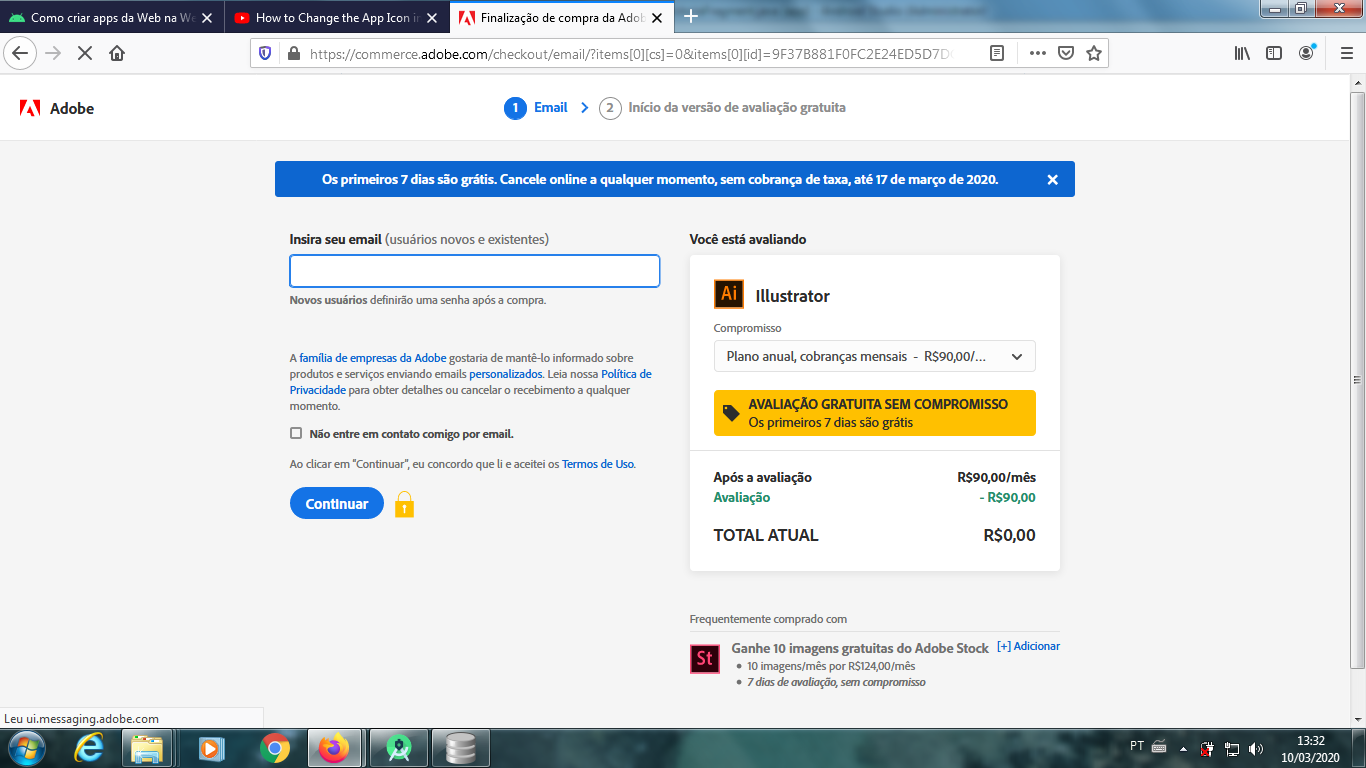 Como criar apps da Web na We
How to Change the App Icon in
Finalização de compra da Adob
https://commerce.adobe.com/checkout/email/?items[0][cs]=0&items[0][id]=9F37B881F0FC2E24ED5D7D
Adobe
1 Email
2 Início da versão de avaliação gratuita
Os primeiros 7 dias são grátis. Cancele online a qualquer momento, sem cobrança de taxa, até 17 de março de 2020.
Insira seu email (usuários novos e existentes)
Novos usuários definirão uma senha após a compra.
A família de empresas da Adobe gostaria de mantê-lo informado sobre
produtos e serviços enviando emails personalizados. Leia nossa Política de
Privacidade para obter detalhes ou cancelar o recebimento a qualquer
momento.
Não entre em contato comigo por email.
Ao clicar em "Continuar", eu concordo que li e aceitei os Termos de Uso.
Continuar
Você está avaliando
Ai Illustrator
Compromisso
Plano anual, cobranças mensais - R$90,00/...
AVALIAÇÃO GRATUITA SEM COMPROMISSO
Os primeiros 7 dias são grátis
Após a avaliação R$90,00/mês
Avaliação - R$90,00
TOTAL ATUAL R$0,00
Frequentemente comprado com
St Ganhe 10 imagens gratuitas do Adobe Stock [+] Adicionar
• 10 imagens/mês por R$124,00/mês
• 7 dias de avaliação, sem compromisso
Leu ui.messaging.adobe.com
PT
13:32
10/03/2020